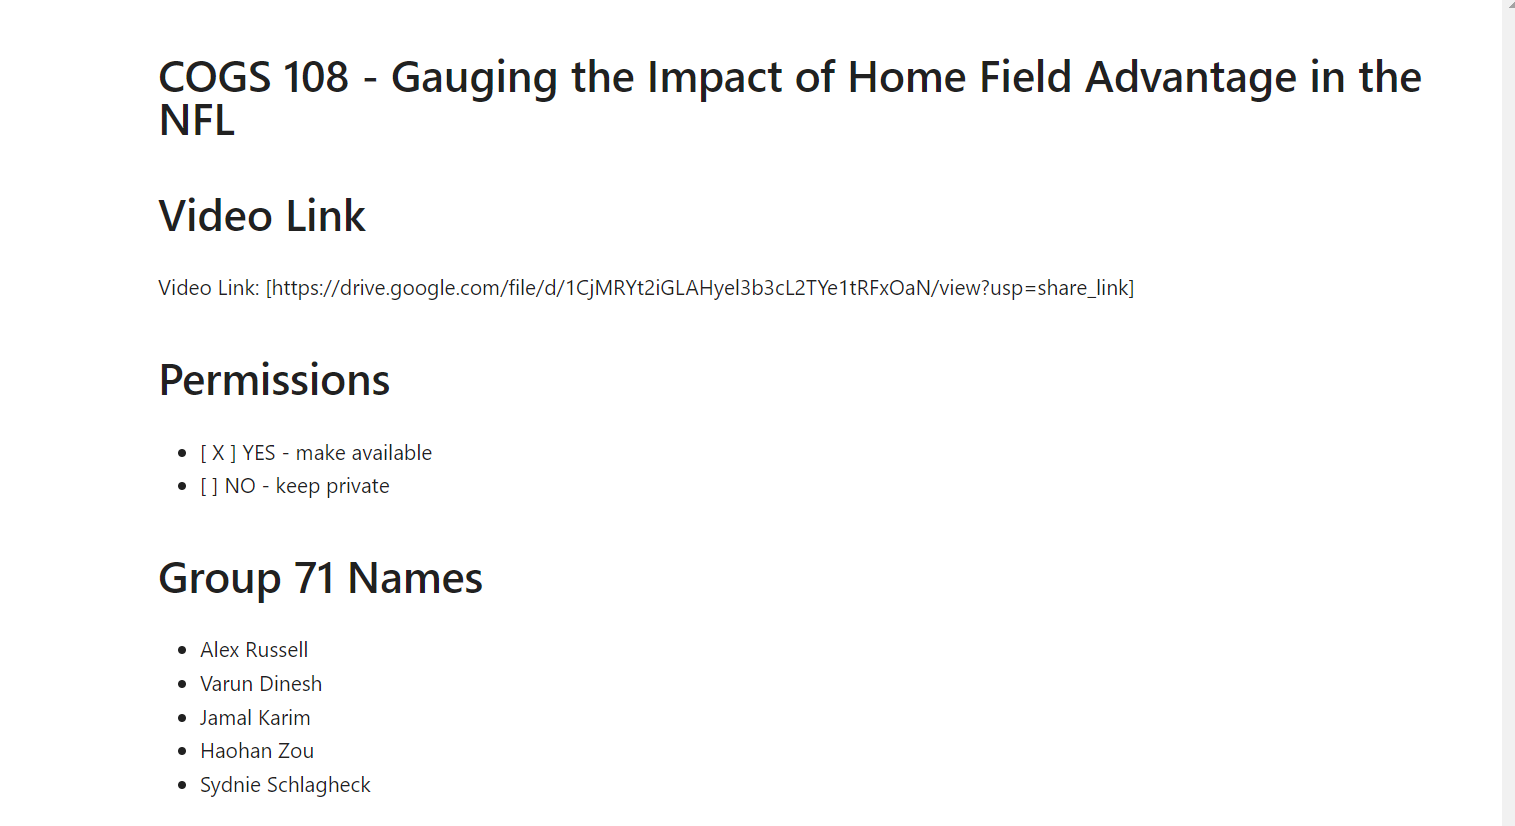 COGS 108 - Gauging the Impact of Home Field Advantage in the
NFL
Video Link
Video Link: [https://drive.google.com/file/d/1CjMRYt2iGLAHyel3b3cL2TYe1tRFxOaN/view?usp=share_link]
Permissions
[ X ] YES - make available
[ ] NO - keep private
Group 71 Names
Alex Russell
Varun Dinesh
Jamal Karim
Haohan Zou
Sydnie Schlagheck